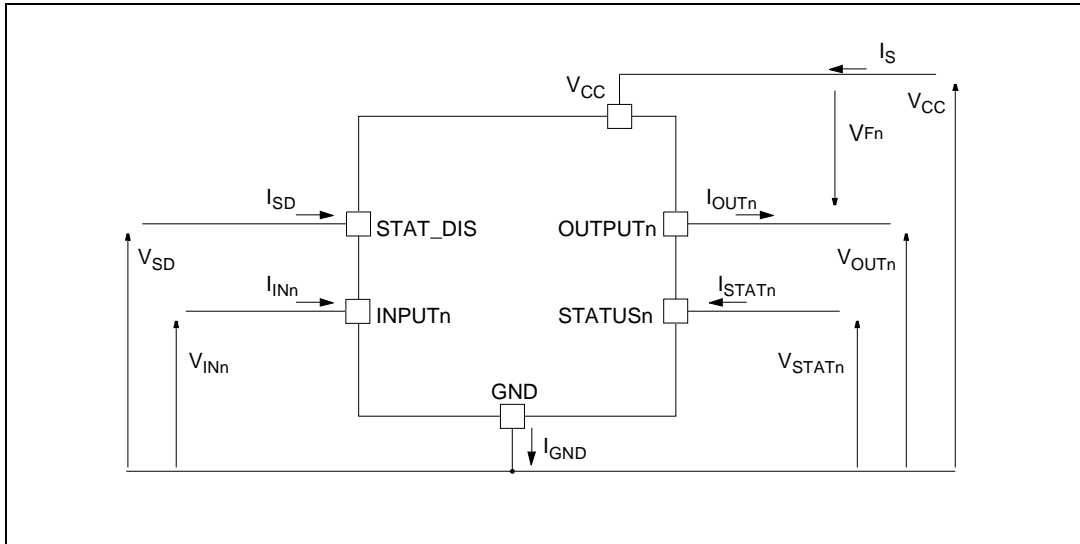 I_S
V_CC
V_CC
V_Fn
I_SD
I_OUTn
STAT_DIS
OUTPUTn
V_SD
V_OUTn
I_INn
I_STATn
INPUTn
STATUSn
V_INn
V_STATn
GND
I_GND